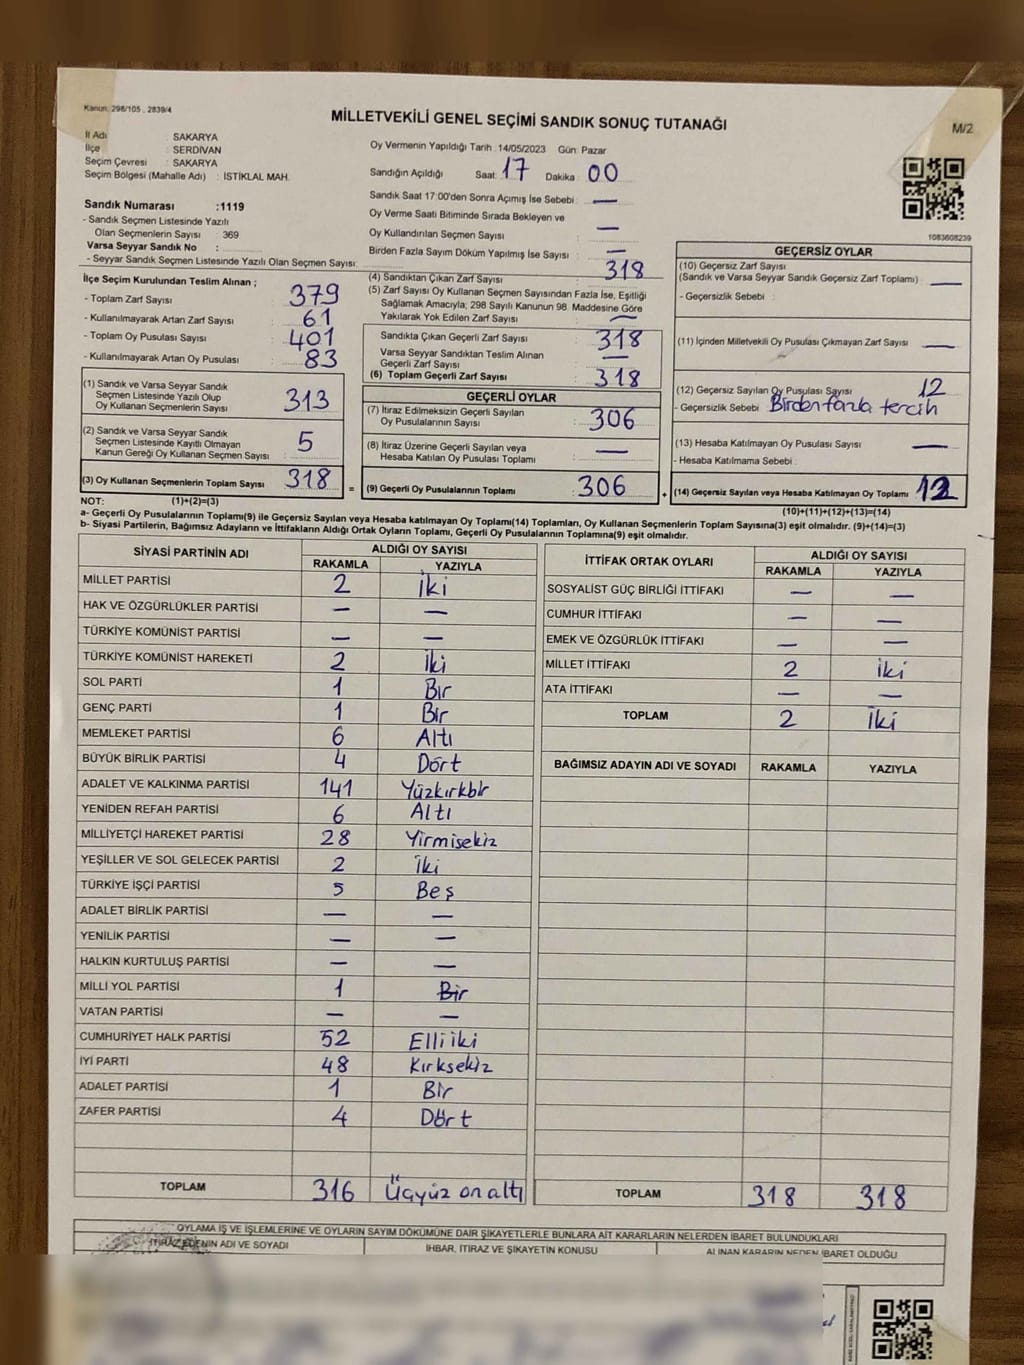 Kanun, 298/105 , 2839/4
MİLLETVEKİLİ GENEL SEÇİMİ SANDIK SONUÇ TUTANAĞI
M/2
İl Adı : SAKARYA
İlçe : SERDİVAN
Seçim Çevresi : SAKARYA
Seçim Bölgesi (Mahalle Adı) : İSTİKLAL MAH.
Sandık Numarası :1119
- Sandık Seçmen Listesinde Yazılı
Olan Seçmenlerin Sayısı : 369
Varsa Seyyar Sandık No :
- Seyyar Sandık Seçmen Listesinde Yazılı Olan Seçmen Sayısı:
Oy Vermenin Yapıldığı Tarih :14/05/2023 Gün: Pazar
Sandığın Açıldığı Saat: 17 Dakika : 00
Sandık Saat 17:00'den Sonra Açımış İse Sebebi : —
Oy Verme Saati Bitiminde Sırada Bekleyen ve
Oy Kullandırılan Seçmen Sayısı : —
Birden Fazla Sayım Döküm Yapılmış İse Sayısı : —
1083608239
İlçe Seçim Kurulundan Teslim Alınan ;
- Toplam Zarf Sayısı : 379
- Kullanılmayarak Artan Zarf Sayısı : 61
- Toplam Oy Pusulası Sayısı : 401
- Kullanılmayarak Artan Oy Pusulası : 83
(1) Sandık ve Varsa Seyyar Sandık
Seçmen Listesinde Yazılı Olup
Oy Kullanan Seçmenlerin Sayısı : 313
(2) Sandık ve Varsa Seyyar Sandık
Seçmen Listesinde Kayıtlı Olmayan
Kanun Gereği Oy Kullanan Seçmen Sayısı : 5
(3) Oy Kullanan Seçmenlerin Toplam Sayısı : 318
(4) Sandıktan Çıkan Zarf Sayısı : 318
(5) Zarf Sayısı Oy Kullanan Seçmen Sayısından Fazla İse, Eşitliği
Sağlamak Amacıyla; 298 Sayılı Kanunun 98. Maddesine Göre
Yakılarak Yok Edilen Zarf Sayısı : —
Sandıkta Çıkan Geçerli Zarf Sayısı : 318
Varsa Seyyar Sandıktan Teslim Alınan
Geçerli Zarf Sayısı : —
(6) Toplam Geçerli Zarf Sayısı : 318
GEÇERLİ OYLAR
(7) İtiraz Edilmeksizin Geçerli Sayılan
Oy Pusulalarının Sayısı : 306
(8) İtiraz Üzerine Geçerli Sayılan veya
Hesaba Katılan Oy Pusulası Toplamı : —
= (9) Geçerli Oy Pusulalarının Toplamı : 306
GEÇERSİZ OYLAR
(10) Geçersiz Zarf Sayısı
(Sandık ve Varsa Seyyar Sandık Geçersiz Zarf Toplamı) : —
- Geçersizlik Sebebi :
(11) İçinden Milletvekili Oy Pusulası Çıkmayan Zarf Sayısı : —
(12) Geçersiz Sayılan Oy Pusulası Sayısı : 12
- Geçersizlik Sebebi : Birden fazla tercih
(13) Hesaba Katılmayan Oy Pusulası Sayısı : —
- Hesaba Katılmama Sebebi :
+ (14) Geçersiz Sayılan veya Hesaba Katılmayan Oy Toplamı : 12
NOT: (1)+(2)=(3)
(10)+(11)+(12)+(13)=(14)
a- Geçerli Oy Pusulaları Toplamı(9) ile Geçersiz Sayılan veya Hesaba katılmayan Oy Toplamı(14) Toplamları, Oy Kullanan Seçmenlerin Toplam Sayısına(3) eşit olmalıdır. (9)+(14)=(3)
b- Siyasi Partilerin, Bağımsız Adayların ve İttifakların Aldığı Ortak Oyların Toplamı, Geçerli Oy Pusulalarının Toplamına(9) eşit olmalıdır.
SİYASİ PARTİNİN ADI ALDIĞI OY SAYISI
RAKAMLA YAZIYLA
MİLLET PARTİSİ 2 İki
HAK VE ÖZGÜRLÜKLER PARTİSİ — —
TÜRKİYE KOMÜNİST PARTİSİ — —
TÜRKİYE KOMÜNİST HAREKETİ 2 İki
SOL PARTİ 1 Bir
GENÇ PARTİ 1 Bir
MEMLEKET PARTİSİ 6 Altı
BÜYÜK BİRLİK PARTİSİ 4 Dört
ADALET VE KALKINMA PARTİSİ 141 Yüzkırkbir
YENİDEN REFAH PARTİSİ 6 Altı
MİLLİYETÇİ HAREKET PARTİSİ 28 Yirmisekiz
YEŞİLLER VE SOL GELECEK PARTİSİ 2 İki
TÜRKİYE İŞÇİ PARTİSİ 5 Beş
ADALET BİRLİK PARTİSİ — —
YENİLİK PARTİSİ — —
HALKIN KURTULUŞ PARTİSİ — —
MİLLİ YOL PARTİSİ 1 Bir
VATAN PARTİSİ — —
CUMHURİYET HALK PARTİSİ 52 Elliiki
İYİ PARTİ 48 Kırksekiz
ADALET PARTİSİ 1 Bir
ZAFER PARTİSİ 4 Dört
TOPLAM 316 Üçyüz onaltı
İTTİFAK ORTAK OYLARI ALDIĞI OY SAYISI
RAKAMLA YAZIYLA
SOSYALİST GÜÇ BİRLİĞİ İTTİFAKI — —
CUMHUR İTTİFAKI — —
EMEK VE ÖZGÜRLÜK İTTİFAKI — —
MİLLET İTTİFAKI 2 İki
ATA İTTİFAKI — —
TOPLAM 2 İki
BAĞIMSIZ ADAYIN ADI VE SOYADI RAKAMLA YAZIYLA
TOPLAM 318 318
OYLAMA İŞ VE İŞLEMLERİNE VE OYLARIN SAYIM DÖKÜMÜNE DAİR ŞİKAYETLERLE BUNLARA AİT KARARLARIN NELERDEN İBARET BULUNDUKLARI
İTİRAZ EDENİN ADI VE SOYADI İHBAR, İTİRAZ VE ŞİKAYETİN KONUSU ALINAN KARARIN NEDEN İBARET OLDUĞU